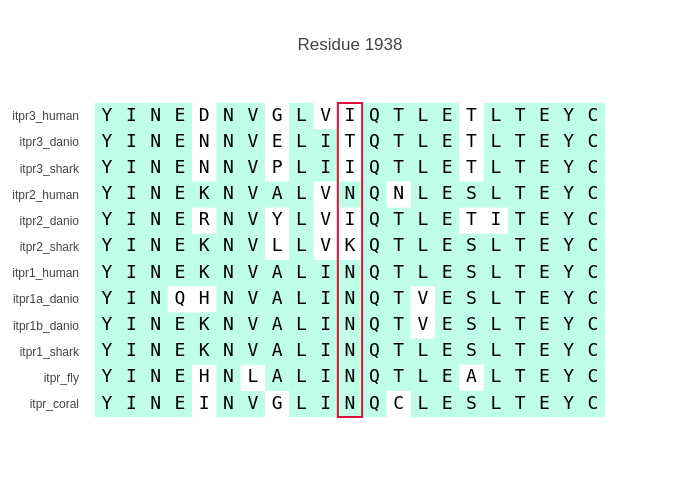 Residue 1938
itpr3_human Y I N E D N V G L V I Q T L E T L T E Y C
itpr3_danio Y I N E N N V E L I T Q T L E T L T E Y C
itpr3_shark Y I N E N N V P L I I Q T L E T L T E Y C
itpr2_human Y I N E K N V A L V N Q N L E S L T E Y C
itpr2_danio Y I N E R N V Y L V I Q T L E T I T E Y C
itpr2_shark Y I N E K N V L L V K Q T L E S L T E Y C
itpr1_human Y I N E K N V A L I N Q T L E S L T E Y C
itpr1a_danio Y I N Q H N V A L I N Q T V E S L T E Y C
itpr1b_danio Y I N E K N V A L I N Q T V E S L T E Y C
itpr1_shark Y I N E K N V A L I N Q T L E S L T E Y C
itpr_fly Y I N E H N L A L I N Q T L E A L T E Y C
itpr_coral Y I N E I N V G L I N Q C L E S L T E Y C